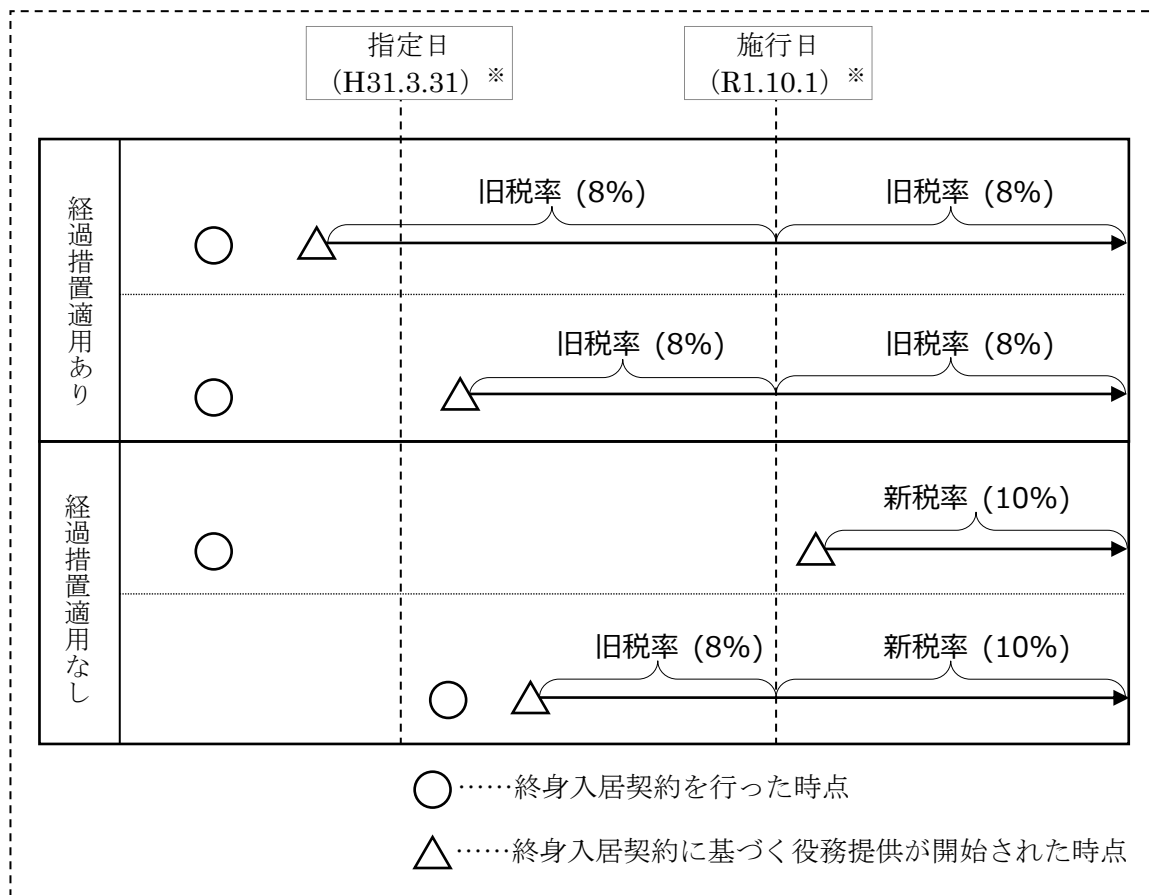 指定日
(H31.3.31) ※
施行日
(R1.10.1) ※
経過措置適用あり
旧税率 (8%)
旧税率 (8%)
旧税率 (8%)
旧税率 (8%)
経過措置適用なし
新税率 (10%)
旧税率 (8%)
新税率 (10%)
○……終身入居契約を行った時点
△……終身入居契約に基づく役務提供が開始された時点